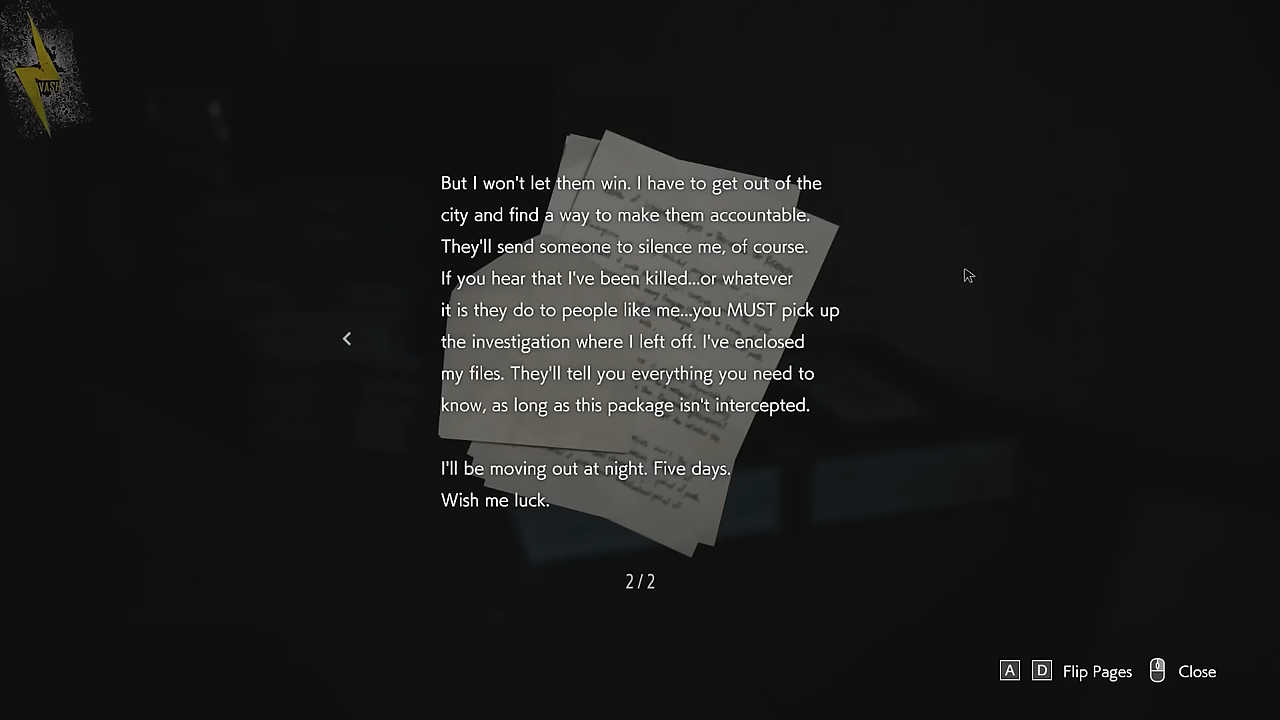 VASH
But I won't let them win. I have to get out of the
city and find a way to make them accountable.
They'll send someone to silence me, of course.
If you hear that I've been killed...or whatever
it is they do to people like me...you MUST pick up
the investigation where I left off. I've enclosed
my files. They'll tell you everything you need to
know, as long as this package isn't intercepted.
I'll be moving out at night. Five days.
Wish me luck.
2/2
A D Flip Pages Close